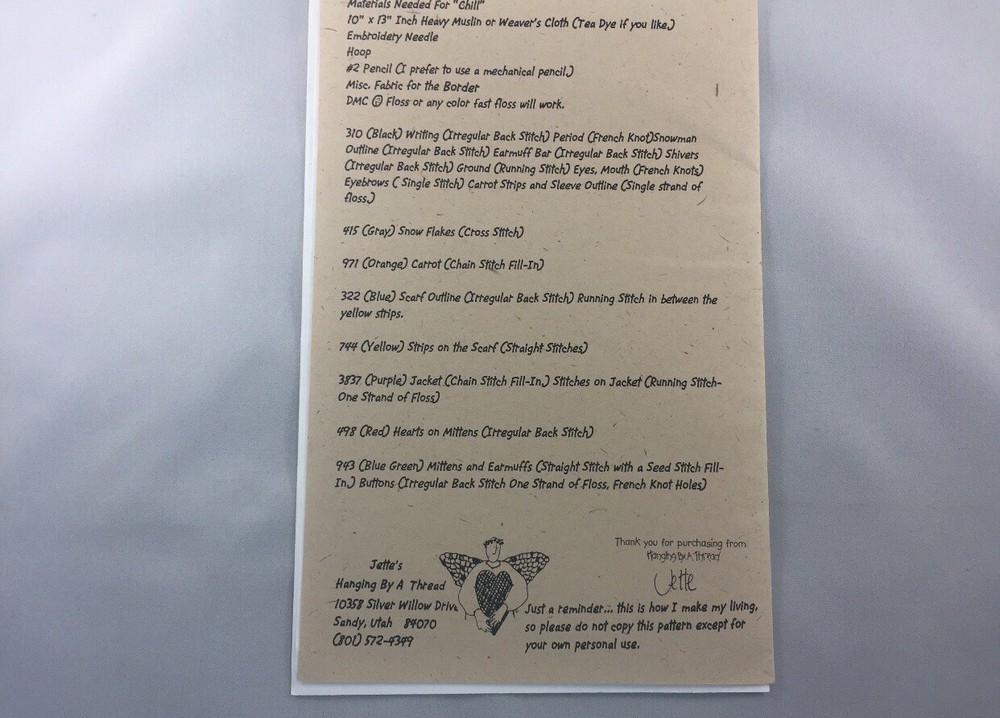 Materials Needed For "Chill"
10" x 13" Inch Heavy Muslin or Weaver's Cloth (Tea Dye if you like.)
Embroidery Needle
Hoop
#2 Pencil (I prefer to use a mechanical pencil.)
Misc. Fabric for the Border
DMC ® Floss or any color fast floss will work.
310 (Black) Writing (Irregular Back Stitch) Period (French Knot)Snowman
Outline (Irregular Back Stitch) Earmuff Bar (Irregular Back Stitch) Shivers
(Irregular Back Stitch) Ground (Running Stitch) Eyes, Mouth (French Knots)
Eyebrows ( Single Stitch) Carrot Strips and Sleeve Outline (Single strand of
floss.)
415 (Gray) Snow Flakes (Cross Stitch)
971 (Orange) Carrot (Chain Stitch Fill-In)
322 (Blue) Scarf Outline (Irregular Back Stitch) Running Stitch in between the
yellow strips.
744 (Yellow) Strips on the Scarf (Straight Stitches)
3837 (Purple) Jacket (Chain Stitch Fill-In.) Stitches on Jacket (Running Stitch-
One Strand of Floss)
498 (Red) Hearts on Mittens (Irregular Back Stitch)
943 (Blue Green) Mittens and Earmuffs (Straight Stitch with a Seed Stitch Fill-
In.) Buttons (Irregular Back Stitch One Strand of Floss, French Knot Holes)
Jette's
Hanging By A Thread
10358 Silver Willow Drive
Sandy, Utah 84070
(801) 572-4349
Thank you for purchasing from
Hanging By A Thread
Jette
Just a reminder... this is how I make my living,
so please do not copy this pattern except for
your own personal use.